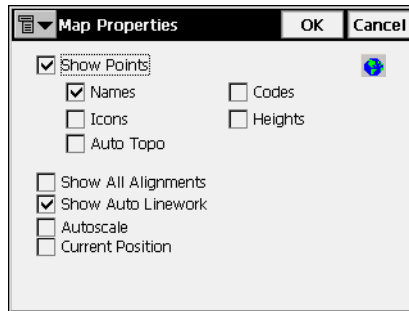 Map Properties OK Cancel
Show Points
Names Codes
Icons Heights
Auto Topo
Show All Alignments
Show Auto Linework
Autoscale
Current Position